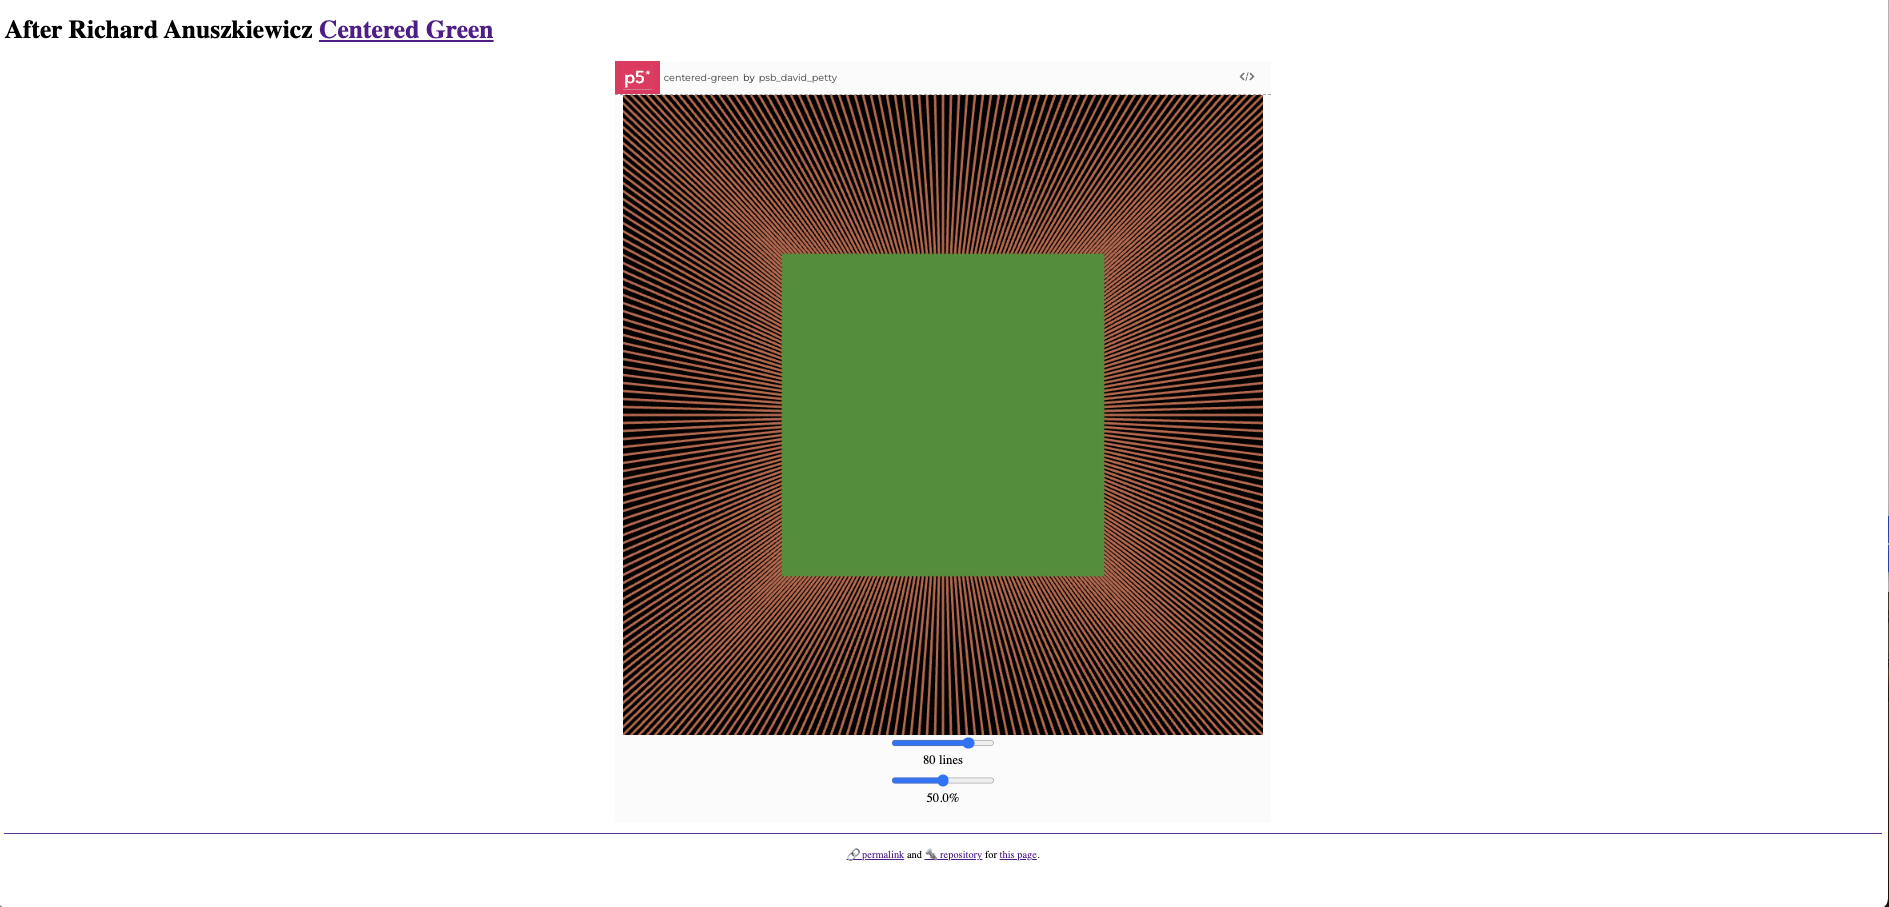 After Richard Anuszkiewicz Centered Green
p5* centered-green by psb_david_petty </>
80 lines
50.0%
permalink and repository for this page.